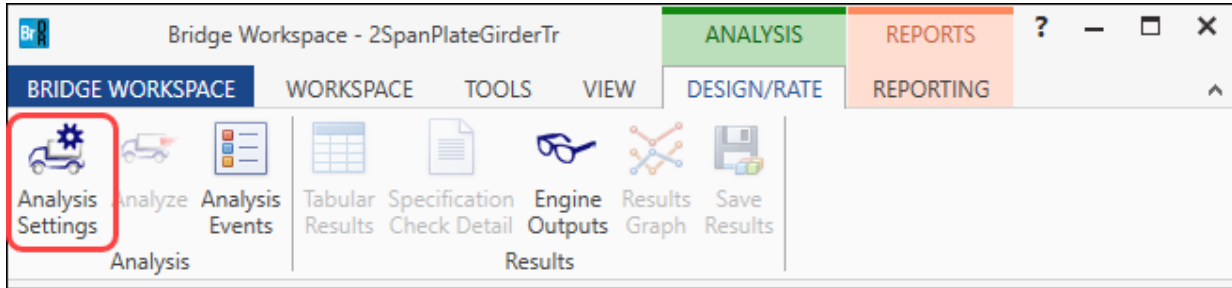 Br DR Bridge Workspace - 2SpanPlateGirderTr ANALYSIS REPORTS ?
BRIDGE WORKSPACE WORKSPACE TOOLS VIEW DESIGN/RATE REPORTING
Analysis Analyze Analysis Tabular Specification Engine Results Save
Settings Events Results Check Detail Outputs Graph Results
Analysis Results